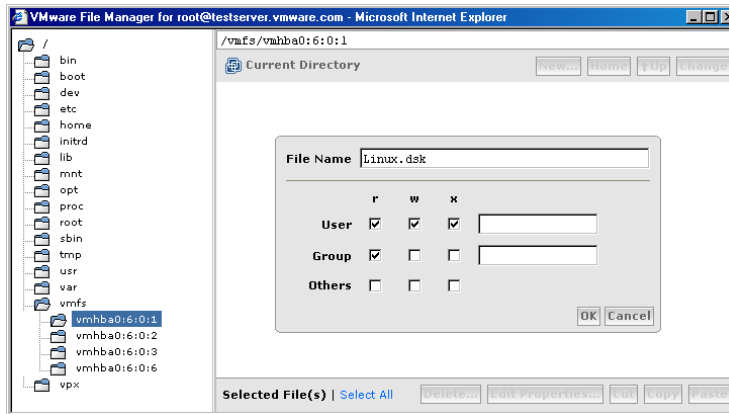 VMware File Manager for root@testserver.vmware.com - Microsoft Internet Explorer
/
bin
boot
dev
etc
home
initrd
lib
mnt
opt
proc
root
sbin
tmp
usr
var
vmfs
vmhba0:6:0:1
vmhba0:6:0:2
vmhba0:6:0:3
vmhba0:6:0:6
vpx
/vmfs/vmhba0:6:0:1
Current Directory
New... Home Up Change
File Name Linux.dsk
r w x
User
Group
Others
OK Cancel
Selected File(s) | Select All Delete... Edit Properties... Cut Copy Paste